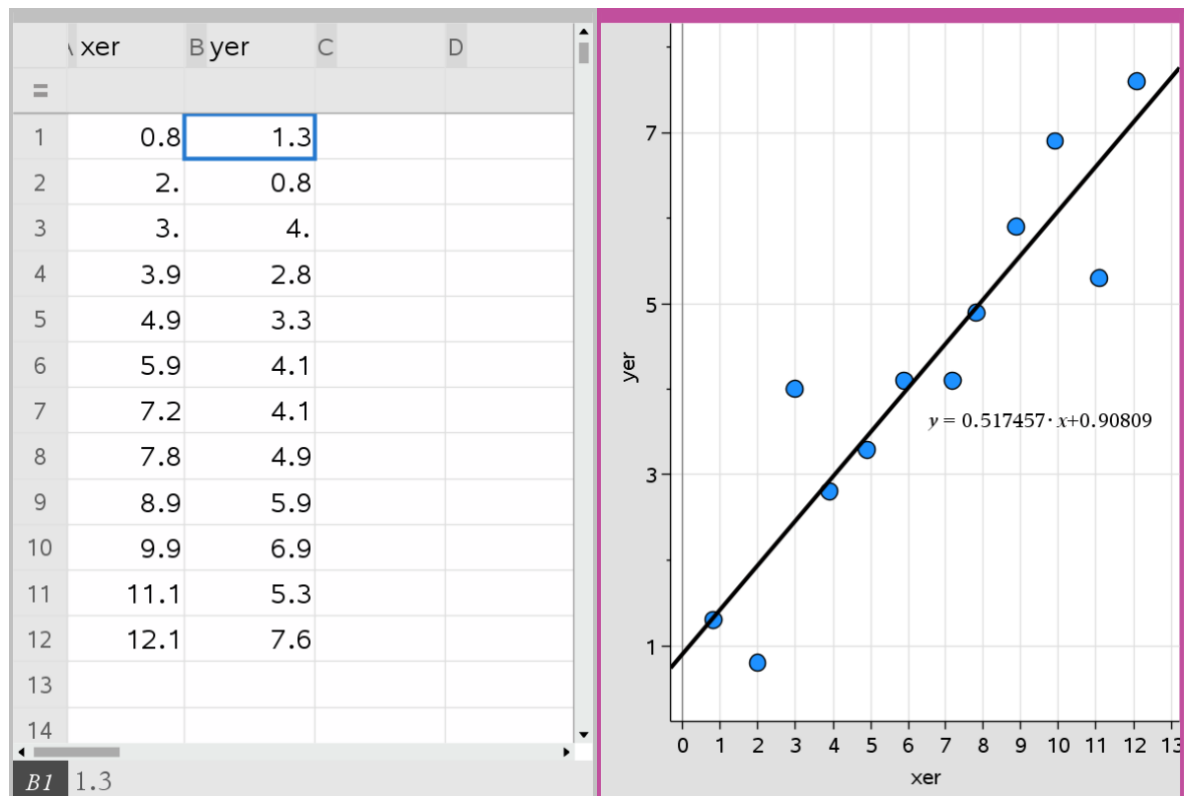 A xer B yer C D
=
1 0.8 1.3
2 2. 0.8
3 3. 4.
4 3.9 2.8
5 4.9 3.3
6 5.9 4.1
7 7.2 4.1
8 7.8 4.9
9 8.9 5.9
10 9.9 6.9
11 11.1 5.3
12 12.1 7.6
13
14
B1 1.3
7
5
3
1
yer
y = 0.517457· x+0.90809
0 1 2 3 4 5 6 7 8 9 10 11 12 13
xer